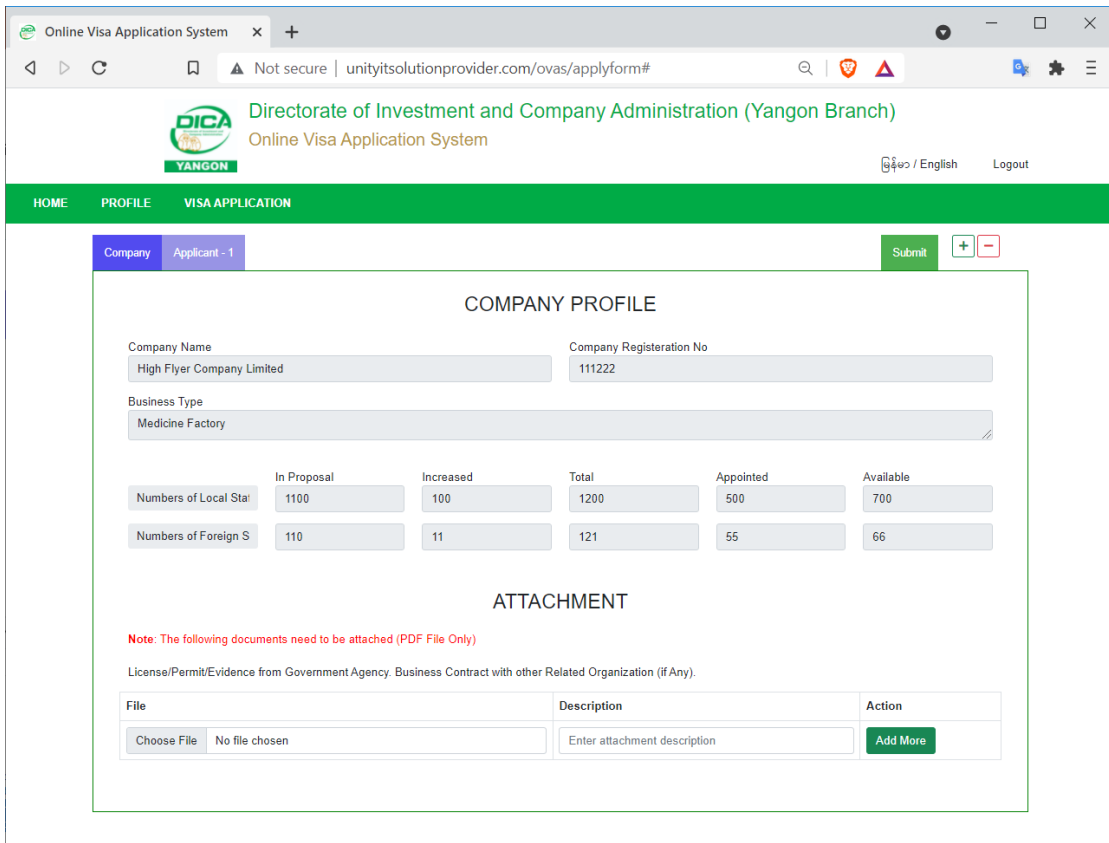 Online Visa Application System
Not secure | unityitsolutionprovider.com/ovas/applyform#
DICA
YANGON
Directorate of Investment and Company Administration (Yangon Branch)
Online Visa Application System
မြန်မာ / English Logout
HOME PROFILE VISA APPLICATION
Company Applicant - 1 Submit + −
COMPANY PROFILE
Company Name Company Registeration No
High Flyer Company Limited 111222
Business Type
Medicine Factory
In Proposal Increased Total Appointed Available
Numbers of Local Sta 1100 100 1200 500 700
Numbers of Foreign S 110 11 121 55 66
ATTACHMENT
Note: The following documents need to be attached (PDF File Only)
License/Permit/Evidence from Government Agency. Business Contract with other Related Organization (if Any).
File Description Action
Choose File No file chosen Enter attachment description Add More